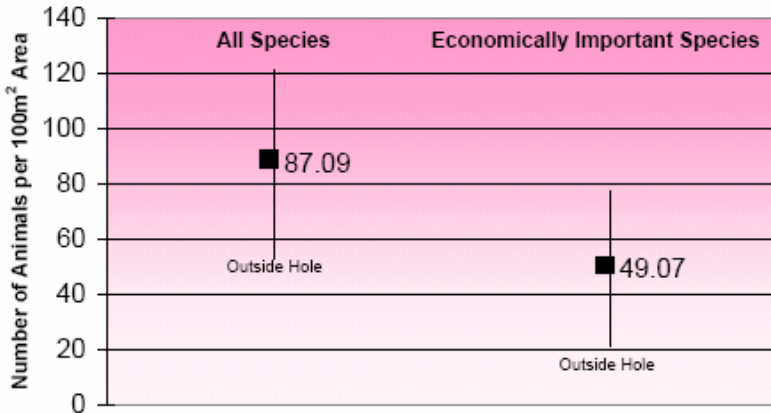 Number of Animals per 100m² Area
140
120
100
80
60
40
20
0
All Species
Economically Important Species
87.09
Outside Hole
49.07
Outside Hole